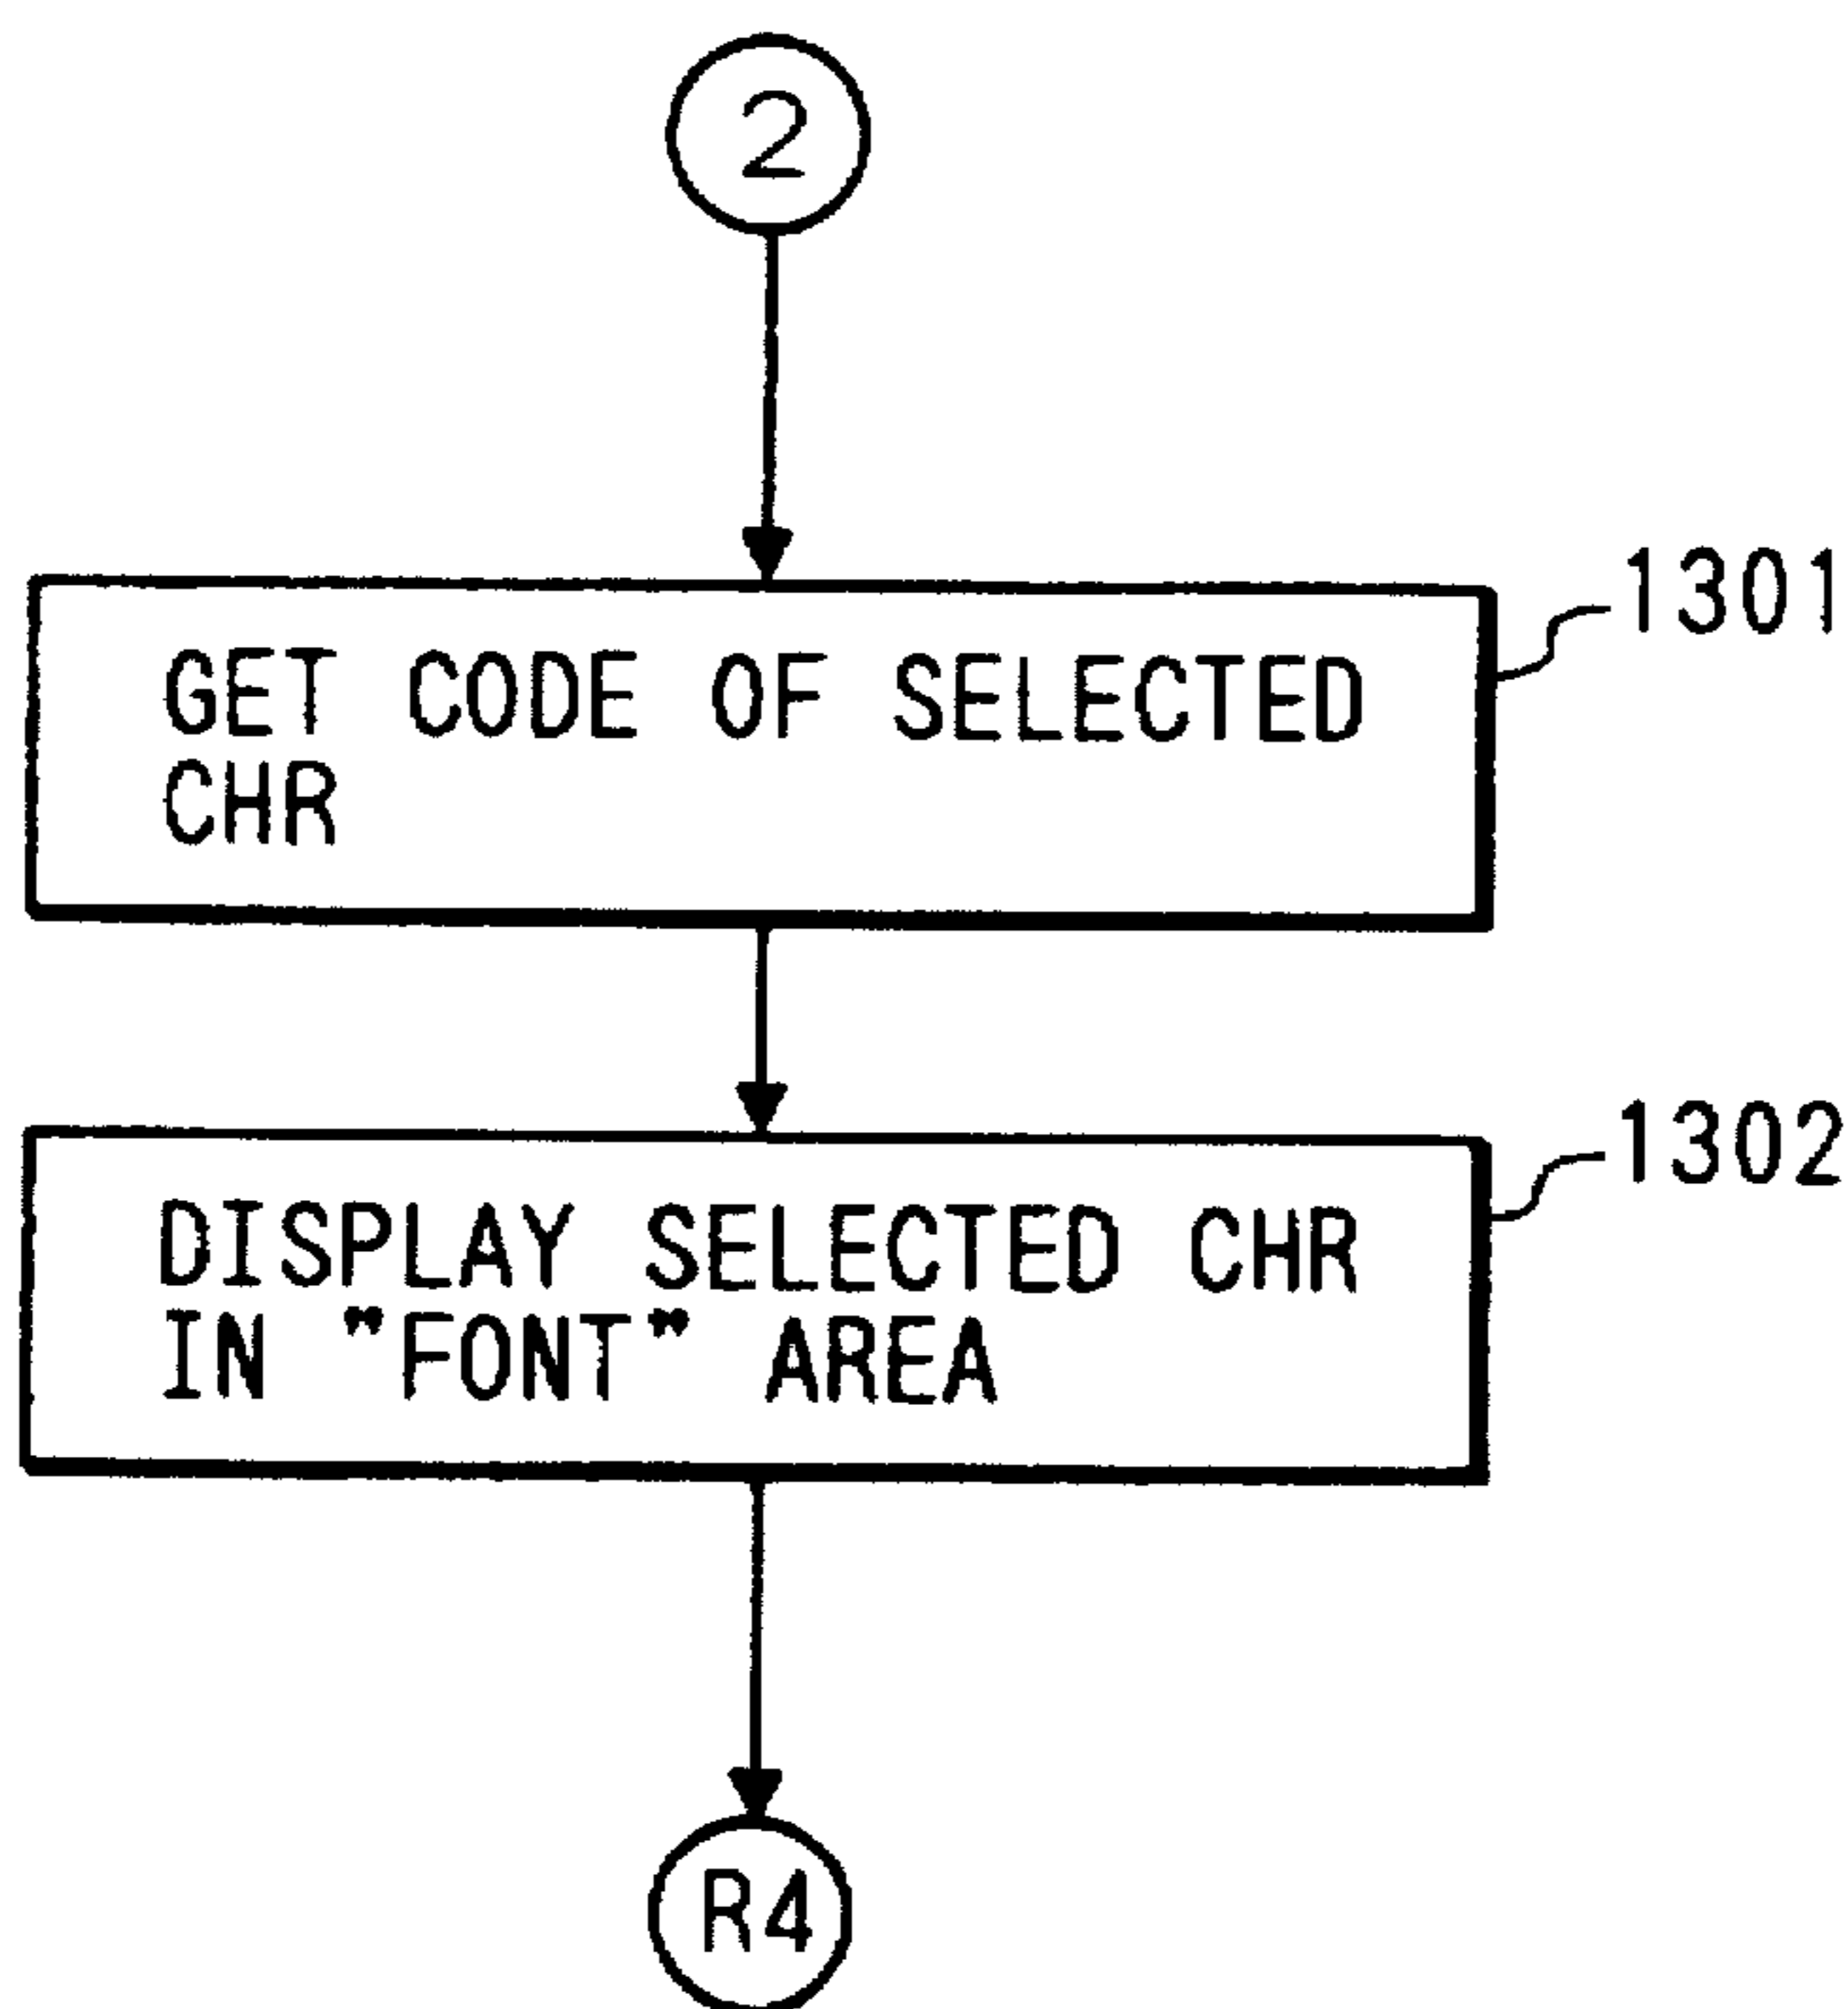 2
1301
GET CODE OF SELECTED
CHR
1302
DISPLAY SELECTED CHR
IN "FONT" AREA
R4